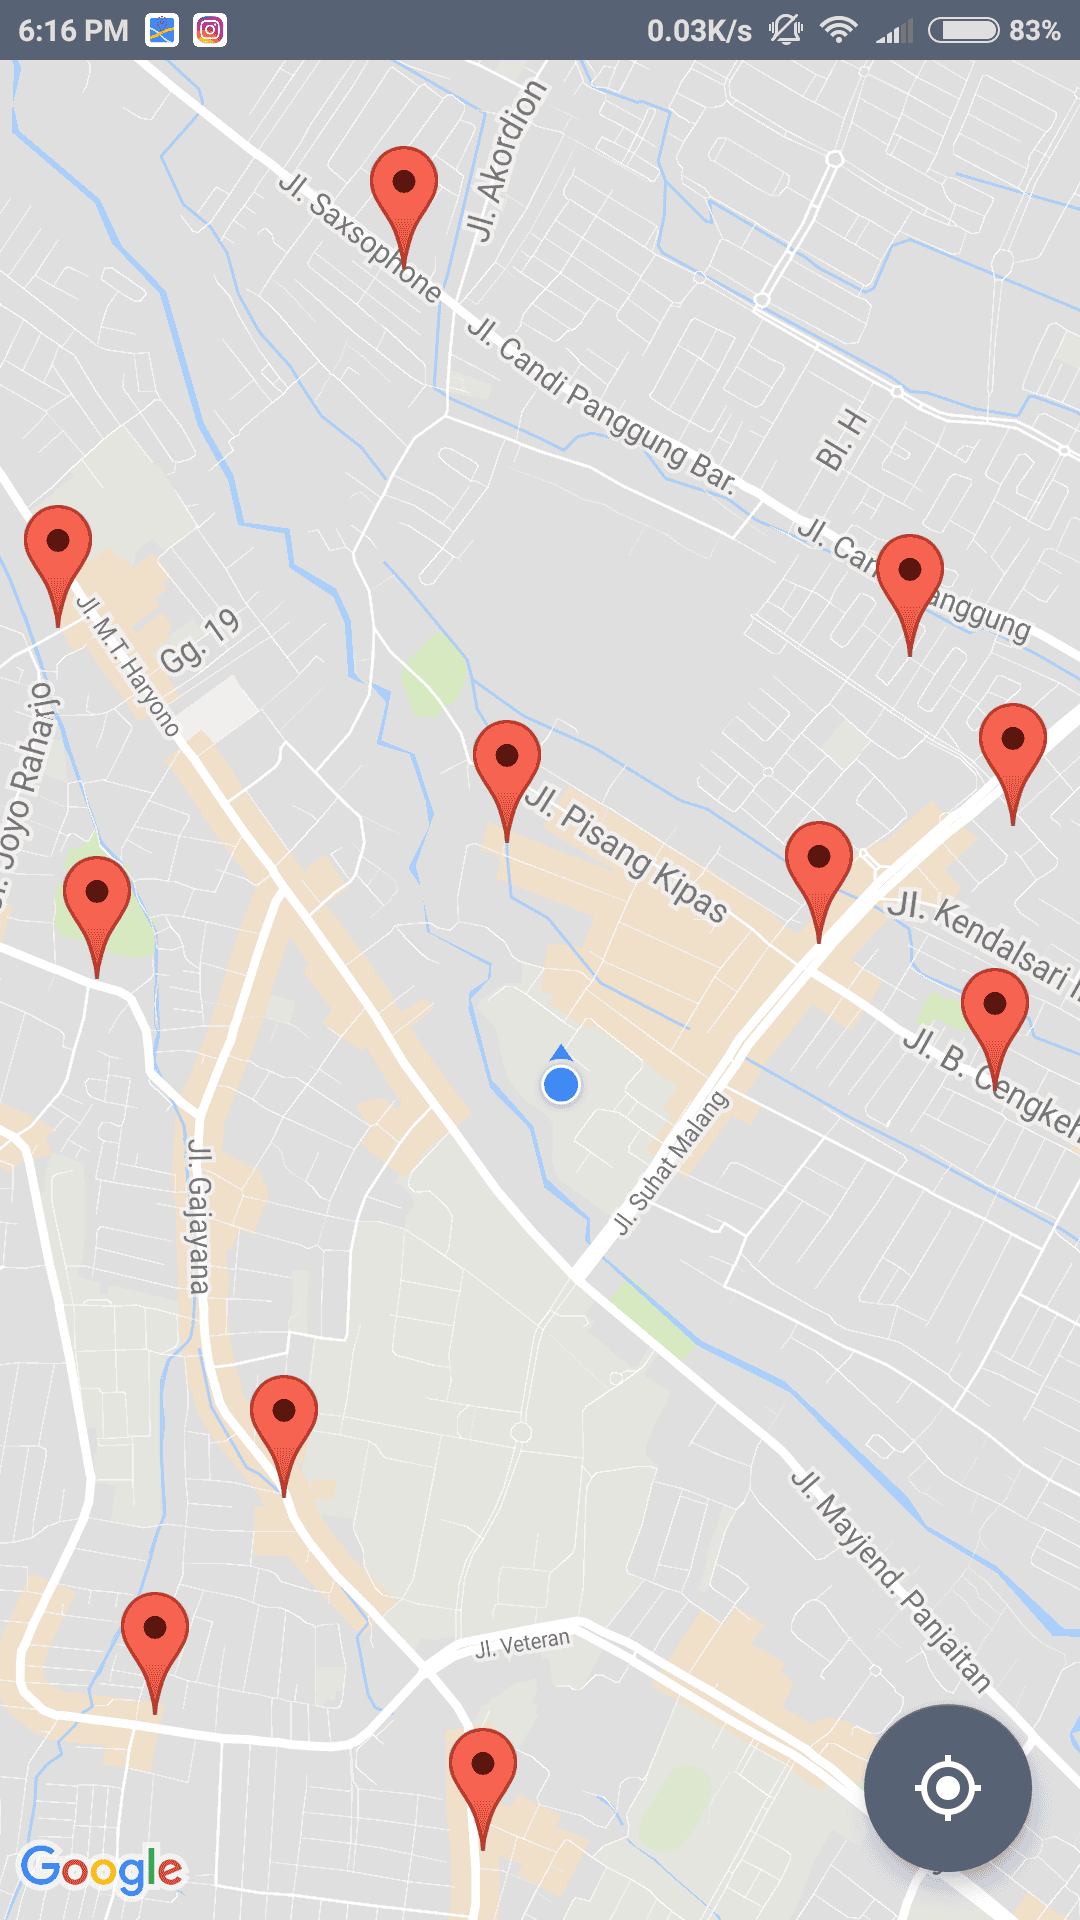 6:16 PM
0.03K/s
83%
Jl. Akordion
Jl. Saxsophone
Jl. Candi Panggung Bar.
Bl. H
Jl. Can
anggung
Jl. M.T. Haryono
Gg. 19
Joyo Raharjo
Jl. Pisang Kipas
Jl. Kendalsari
Jl. B. Cengkeh
Jl. Suhat Malang
Jl. Gajayana
Jl. Mayjend. Panjaitan
Jl. Veteran
Google